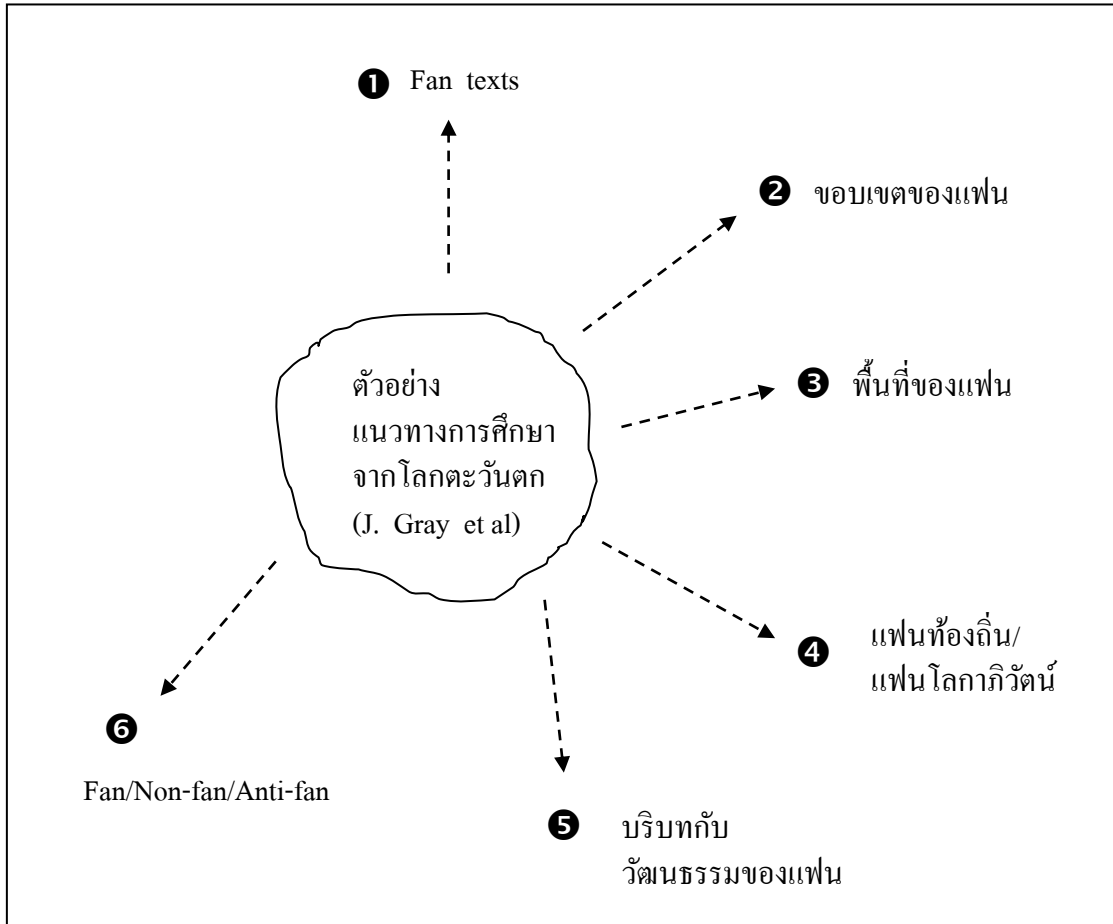 ❶ Fan texts
❷ ขอบเขตของแฟน
❸ พื้นที่ของแฟน
ตัวอย่าง
แนวทางการศึกษา
จากโลกตะวันตก
(J. Gray et al)
❹ แฟนท้องถิ่น/
แฟนโลกาภิวัตน์
❺ บริบทกับ
วัฒนธรรมของแฟน
❻
Fan/Non-fan/Anti-fan